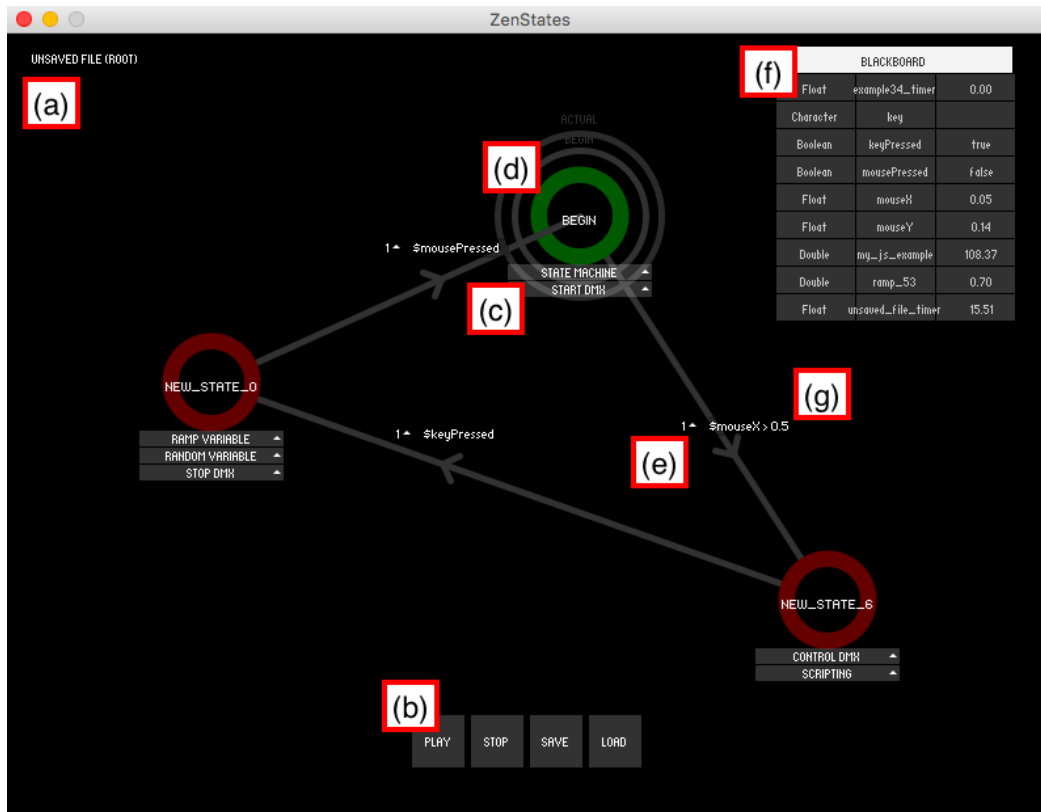 ZenStates
UNSAVED FILE (ROOT)
(a)
(f)
BLACKBOARD
Float example34_timer 0.00
Character key
Boolean keyPressed true
Boolean mousePressed false
Float mouseX 0.05
Float mouseY 0.14
Double my_js_example 108.37
Double ramp_53 0.70
Float unsaved_file_timer 15.51
ACTUAL
BEGIN
(d)
BEGIN
1 $mousePressed
STATE MACHINE
START DMX
(c)
NEW_STATE_0
RAMP VARIABLE
RANDOM VARIABLE
STOP DMX
(g)
1 $keyPressed
1 $mouseX > 0.5
(e)
NEW_STATE_6
CONTROL DMX
SCRIPTING
(b)
PLAY STOP SAVE LOAD